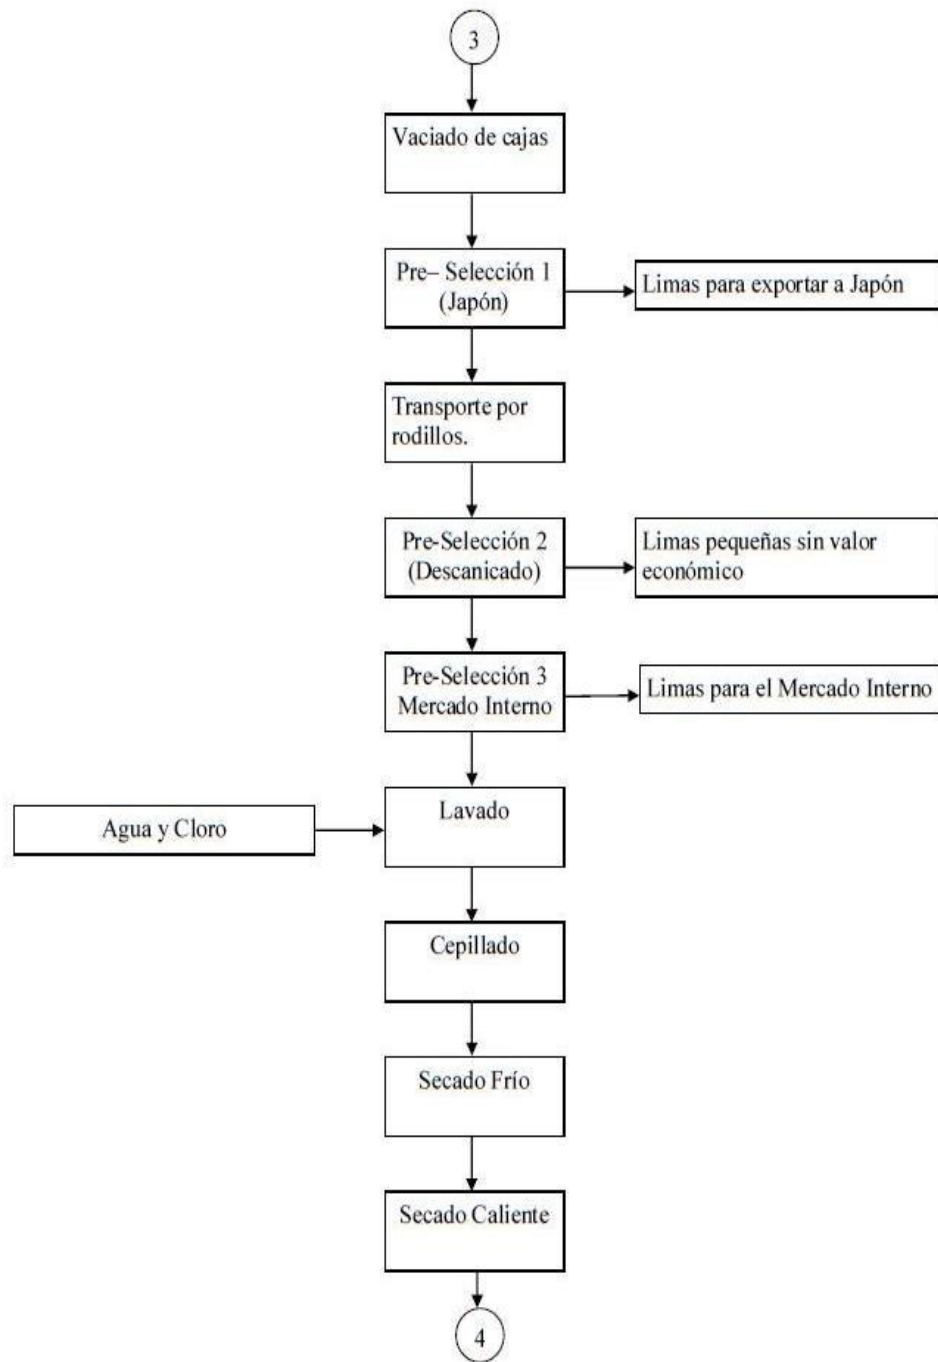 3
Vaciado de cajas
Pre– Selección 1
(Japón)
Limas para exportar a Japón
Transporte por
rodillos.
Pre-Selección 2
(Descanicado)
Limas pequeñas sin valor
económico
Pre-Selección 3
Mercado Interno
Limas para el Mercado Interno
Agua y Cloro
Lavado
Cepillado
Secado Frío
Secado Caliente
4